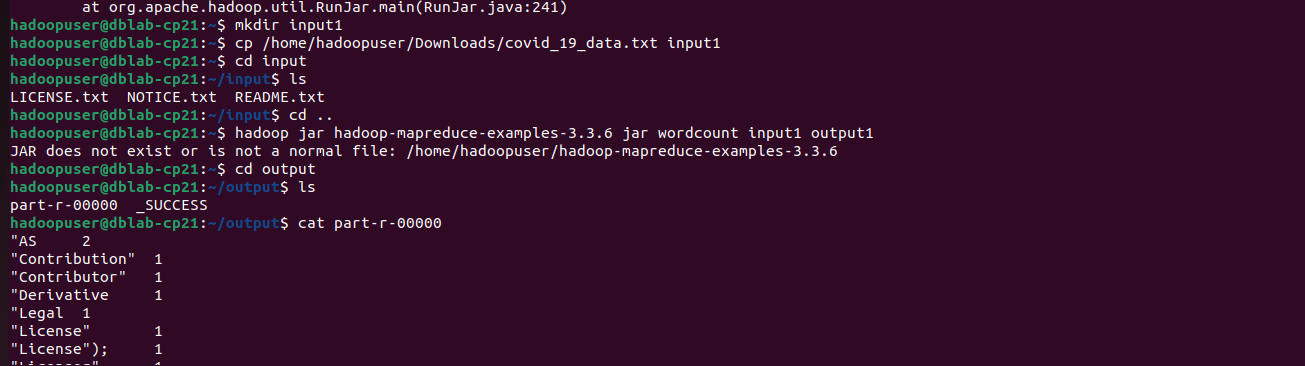 at org.apache.hadoop.util.RunJar.main(RunJar.java:241)
hadoopuser@dblab-cp21:~$ mkdir input1
hadoopuser@dblab-cp21:~$ cp /home/hadoopuser/Downloads/covid_19_data.txt input1
hadoopuser@dblab-cp21:~$ cd input
hadoopuser@dblab-cp21:~/input$ ls
LICENSE.txt  NOTICE.txt  README.txt
hadoopuser@dblab-cp21:~/input$ cd ..
hadoopuser@dblab-cp21:~$ hadoop jar hadoop-mapreduce-examples-3.3.6 jar wordcount input1 output1
JAR does not exist or is not a normal file: /home/hadoopuser/hadoop-mapreduce-examples-3.3.6
hadoopuser@dblab-cp21:~$ cd output
hadoopuser@dblab-cp21:~/output$ ls
part-r-00000  _SUCCESS
hadoopuser@dblab-cp21:~/output$ cat part-r-00000
"AS     2
"Contribution"  1
"Contributor"   1
"Derivative     1
"Legal  1
"License"       1
"License");     1